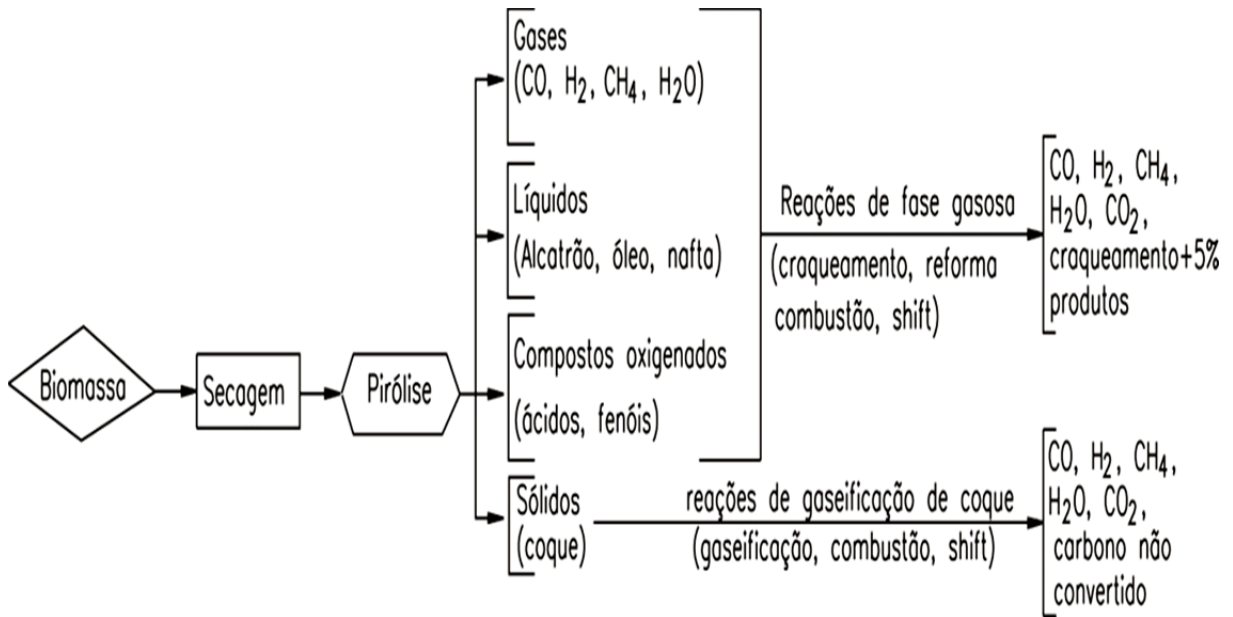 Biomassa
Secagem
Pirólise
Gases
(CO, H₂, CH₄, H₂O)
Líquidos
(Alcatrão, óleo, nafta)
Compostos oxigenados
(ácidos, fenóis)
Sólidos
(coque)
Reações de fase gasosa
(craqueamento, reforma
combustão, shift)
reações de gaseificação de coque
(gaseificação, combustão, shift)
CO, H₂, CH₄,
H₂O, CO₂,
craqueamento+5%
produtos
CO, H₂, CH₄,
H₂O, CO₂,
carbono não
convertido